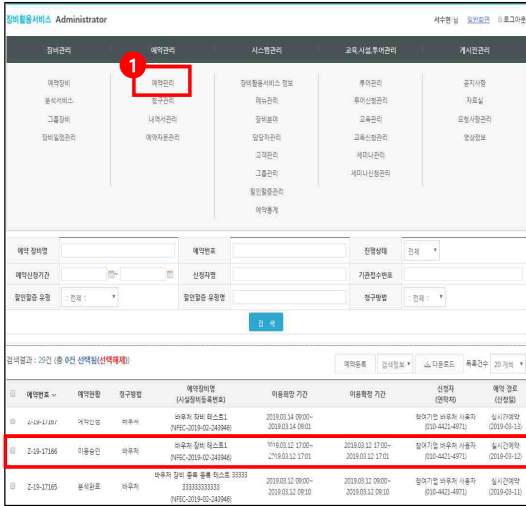 장비활용서비스 Administrator
서수현 님 일반화면 로그아웃
장비관리 예약관리 시스템관리 교육,시설,투어관리 게시판관리
1
예약장비 예약관리 장비활용서비스 정보 투어관리 공지사항
분석서비스 청구관리 메뉴관리 투어신청관리 자료실
그룹장비 내역서관리 장비분야 교육관리 요청사항관리
장비일정관리 예약자문관리 담당자관리 교육신청관리 영상정보
고객관리 세미나관리
그룹관리 세미나신청관리
할인할증관리
예약통계
예약 장비명 예약번호 진행상태 전체
예약신청기간 ~ 신청자명 기관접수번호
할인할증 유형 :: 전체 :: 할인할증 유형명 청구방법 :: 전체 ::
검 색
검색결과 : 29건 (총 0건 선택됨(선택해제))
예약등록 검색정보 다운로드 목록건수 20 개씩
예약번호 예약현황 청구방법 예약장비명 이용희망 기간 이용확정 기간 신청자 예약 경로
(시설장비등록번호) (연락처) (신청일)
Z-19-17167 예약신청 바우처 바우처 장비 테스트1 2019.03.14 09:00~ 참여기업 바우처 사용자 실시간예약
(NFEC-2019-02-243946) 2019.03.14 09:01 (010-4421-4971) (2019-03-13)
Z-19-17166 이용승인 바우처 바우처 장비 테스트1 2019.03.12 17:00~ 2019.03.12 17:00~ 참여기업 바우처 사용자 실시간예약
(NFEC-2019-02-243946) 2019.03.12 17:01 2019.03.12 17:01 (010-4421-4971) (2019-03-12)
Z-19-17165 분석완료 바우처 바우처 장비 중복 등록 테스트 33333 2019.03.12 09:00~ 2019.03.12 09:00~ 참여기업 바우처 사용자 실시간예약
333333333333 2019.03.12 09:10 2019.03.12 09:10 (010-4421-4971) (2019-03-11)
(NFEC-2019-02-243946)